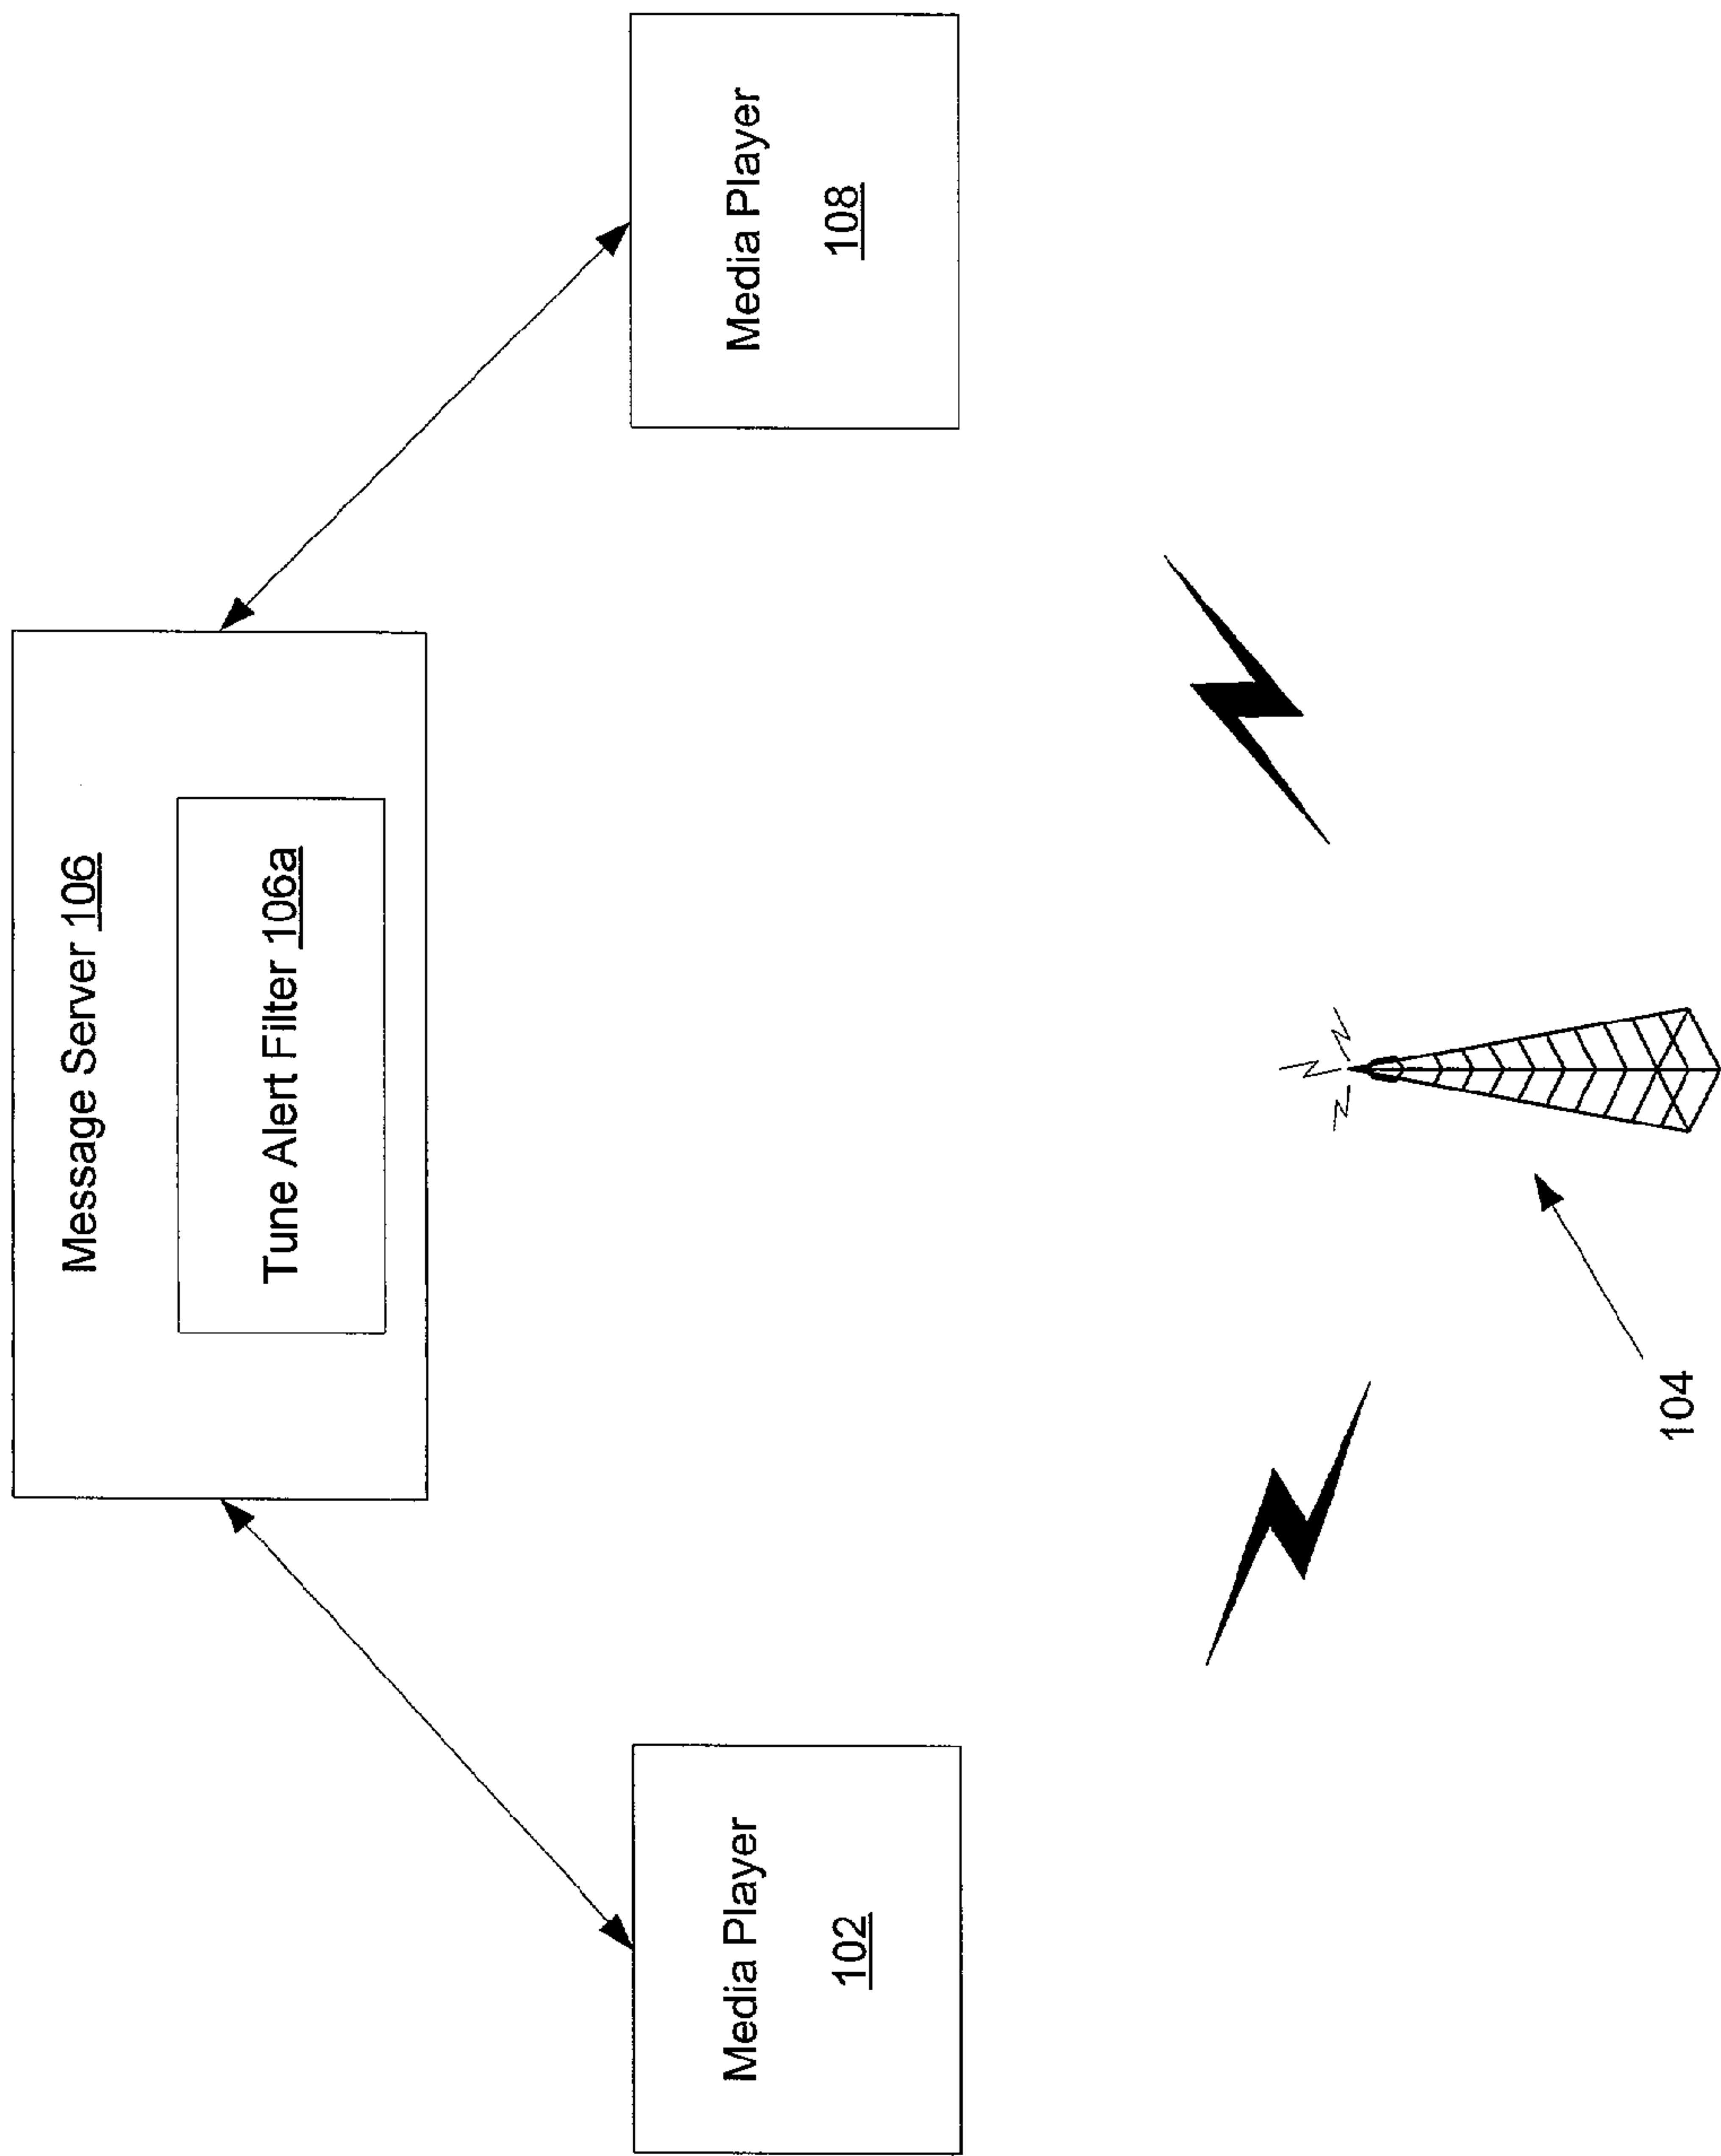 Message Server 106
Tune Alert Filter 106a
Media Player
102
Media Player
108
104